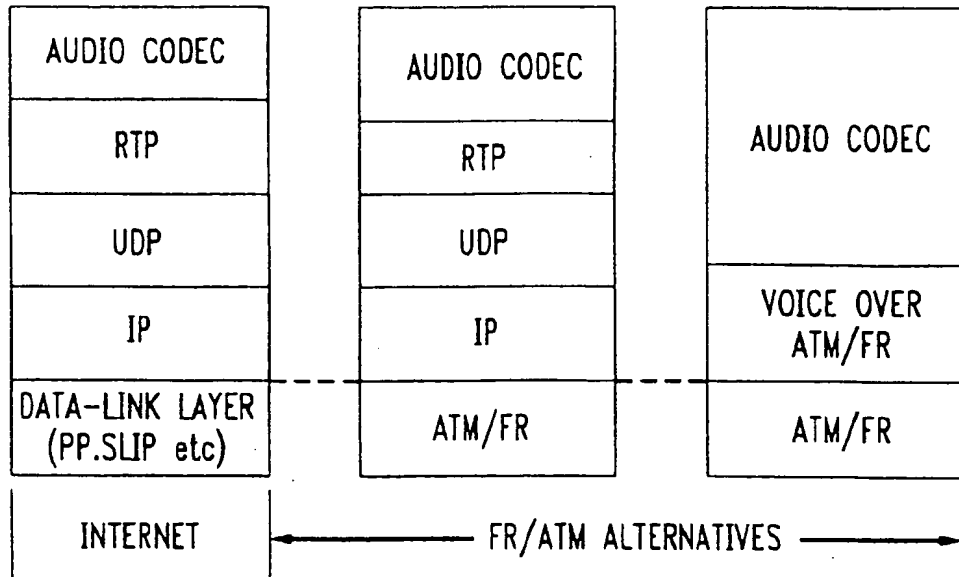 AUDIO CODEC
RTP
UDP
IP
DATA-LINK LAYER
(PP.SLIP etc)
INTERNET
AUDIO CODEC
RTP
UDP
IP
ATM/FR
AUDIO CODEC
VOICE OVER
ATM/FR
ATM/FR
FR/ATM ALTERNATIVES